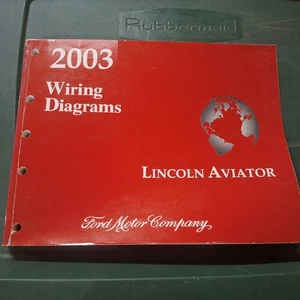 Rubbermaid
2003
Wiring
Diagrams
LINCOLN AVIATOR
Ford Motor Company